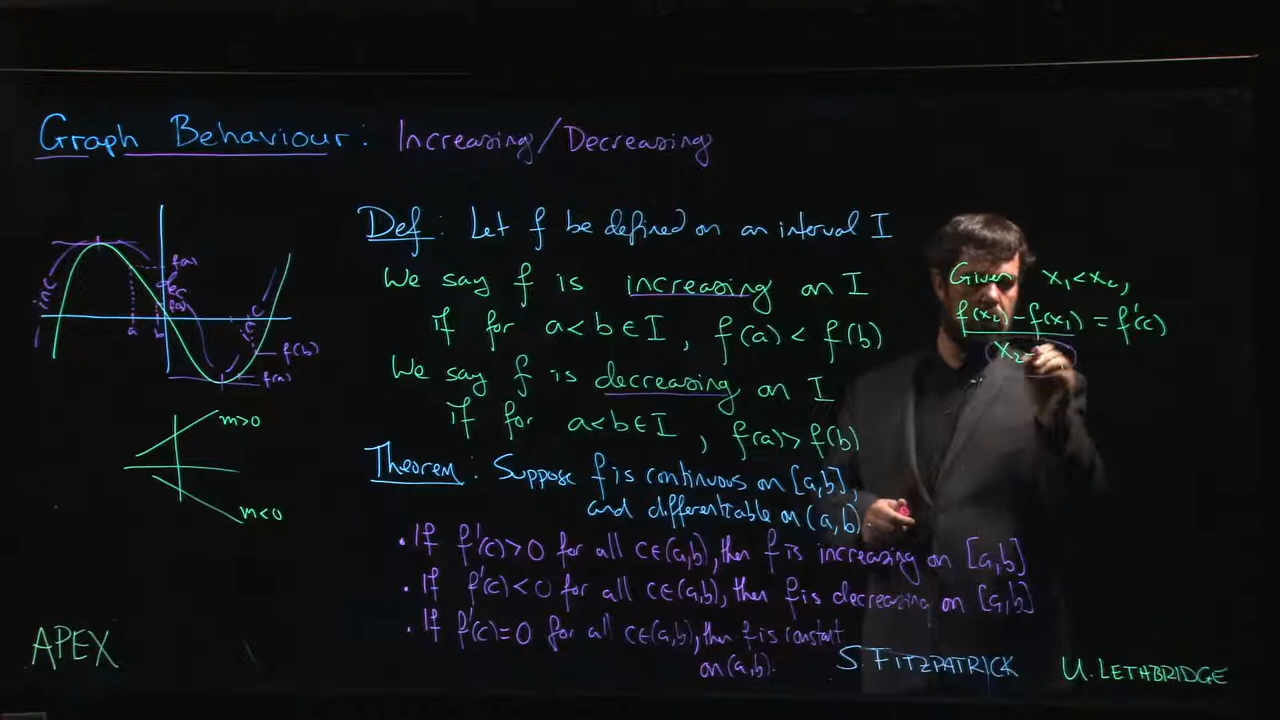 Graph Behaviour: Increasing/Decreasing
Def: Let f be defined on an interval I
We say f is increasing on I
if for a<b∈I, f(a) < f(b)
We say f is decreasing on I
if for a<b∈I, f(a) > f(b)
Theorem: Suppose f is continuous on [a,b],
and differentiable on (a,b).
• If f'(c)>0 for all c∈(a,b), then f is increasing on [a,b]
• If f'(c)<0 for all c∈(a,b), then f is decreasing on [a,b]
• If f'(c)=0 for all c∈(a,b), then f is constant
on (a,b).
inc
dec
f(a)
a
b
c
f(b)
f(a)
m>0
m<0
Given x₁<x₂,
f(x₂)-f(x₁) = f'(c)
x₂-
APEX
S. FITZPATRICK
U. LETHBRIDGE